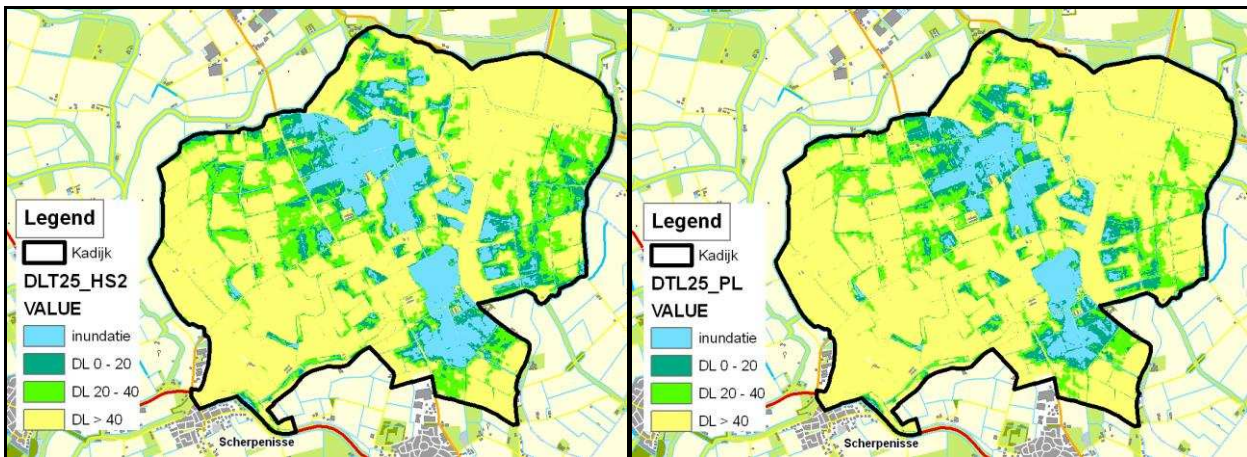 Legend
Kadijk
DLT25_HS2
VALUE
inundatie
DL 0 - 20
DL 20 - 40
DL > 40
Scherpenisse
Legend
Kadijk
DTL25_PL
VALUE
inundatie
DL 0 - 20
DL 20 - 40
DL > 40
Scherpenisse